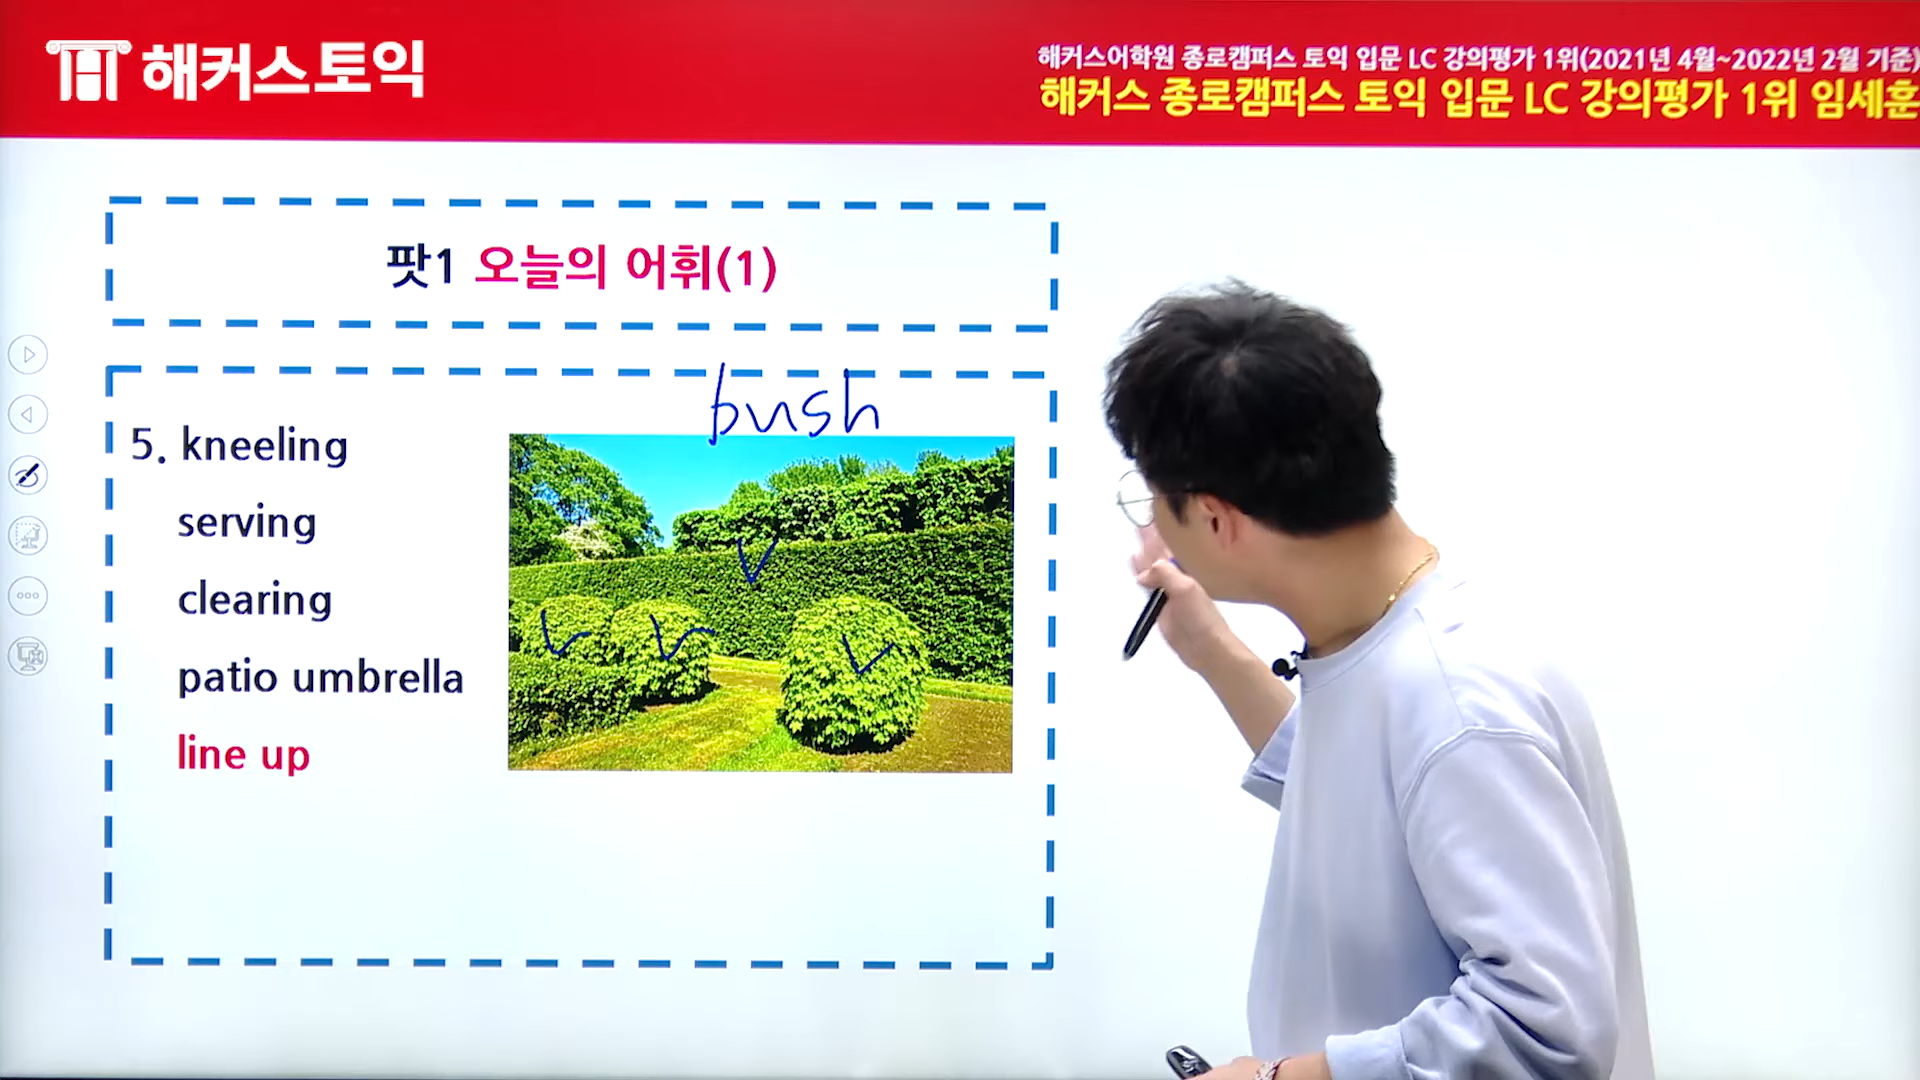 해커스토익
해커스어학원 종로캠퍼스 토익 입문 LC 강의평가 1위(2021년 4월~2022년 2월 기준)
해커스 종로캠퍼스 토익 입문 LC 강의평가 1위 임세훈
팟1 오늘의 어휘(1)
bush
5. kneeling
serving
clearing
patio umbrella
line up